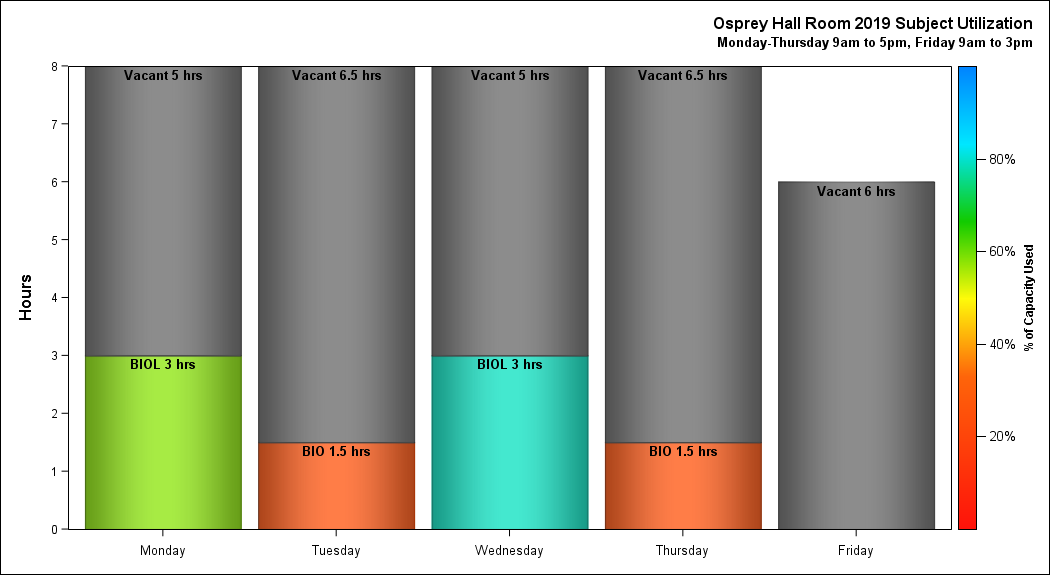 Osprey Hall Room 2019 Subject Utilization
Monday-Thursday 9am to 5pm, Friday 9am to 3pm
8
7
6
5
4
3
2
1
0
Hours
Vacant 5 hrs
Vacant 6.5 hrs
Vacant 5 hrs
Vacant 6.5 hrs
Vacant 6 hrs
BIOL 3 hrs
BIO 1.5 hrs
BIOL 3 hrs
BIO 1.5 hrs
Monday
Tuesday
Wednesday
Thursday
Friday
80%
60%
40%
20%
% of Capacity Used